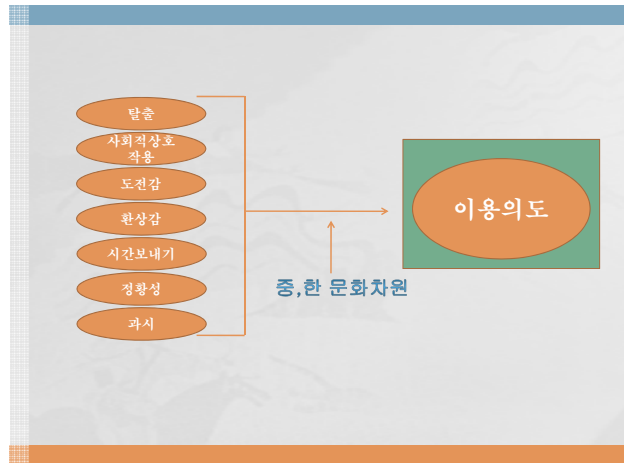 탈출
사회적상호
작용
도전감
환상감
시간보내기
정황성
과시
이용의도
중,한 문화차원